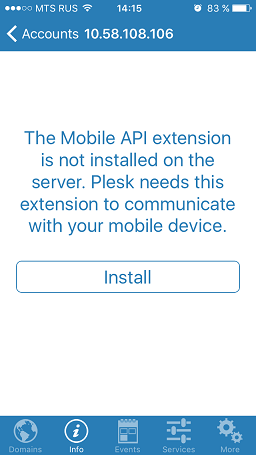 MTS RUS 14:15 83 %
Accounts 10.58.108.106
The Mobile API extension
is not installed on the
server. Plesk needs this
extension to communicate
with your mobile device.
Install
Domains Info Events Services More